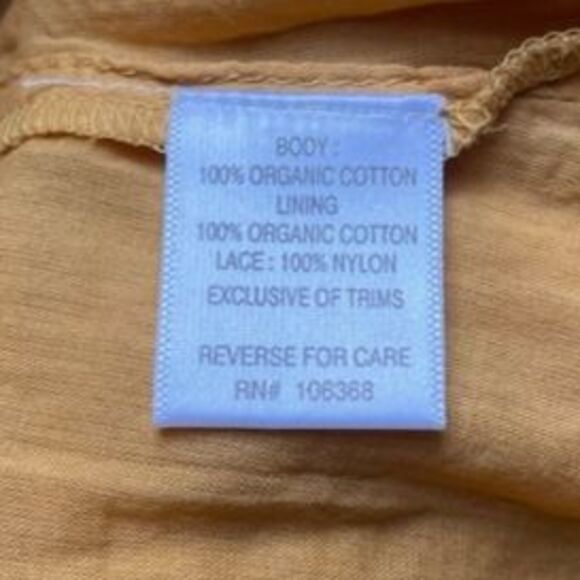 BODY:
100% ORGANIC COTTON
LINING
100% ORGANIC COTTON
LACE: 100% NYLON
EXCLUSIVE OF TRIMS
REVERSE FOR CARE
RN# 106368